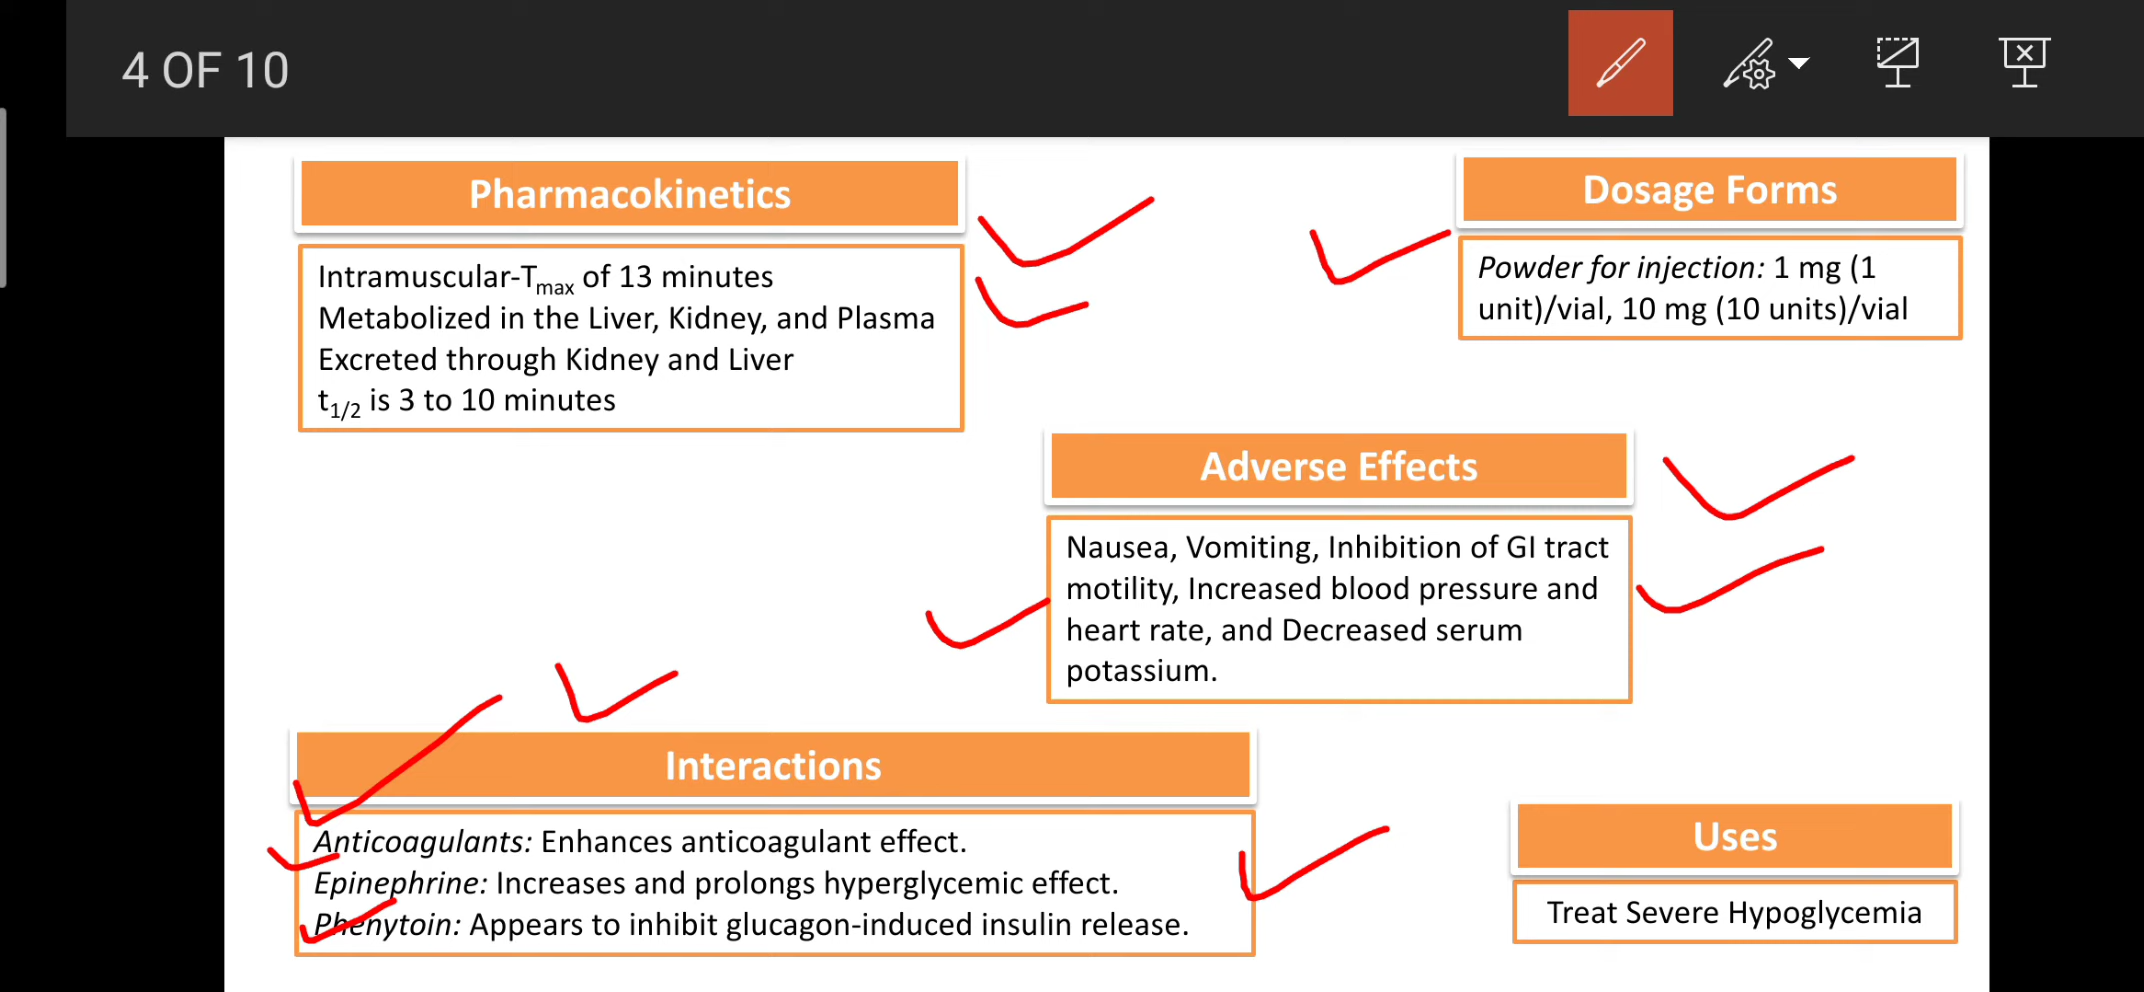 4 OF 10
Pharmacokinetics
Intramuscular-Tmax of 13 minutes
Metabolized in the Liver, Kidney, and Plasma
Excreted through Kidney and Liver
t1/2 is 3 to 10 minutes
Dosage Forms
Powder for injection: 1 mg (1
unit)/vial, 10 mg (10 units)/vial
Adverse Effects
Nausea, Vomiting, Inhibition of GI tract
motility, Increased blood pressure and
heart rate, and Decreased serum
potassium.
Interactions
Anticoagulants: Enhances anticoagulant effect.
Epinephrine: Increases and prolongs hyperglycemic effect.
Phenytoin: Appears to inhibit glucagon-induced insulin release.
Uses
Treat Severe Hypoglycemia